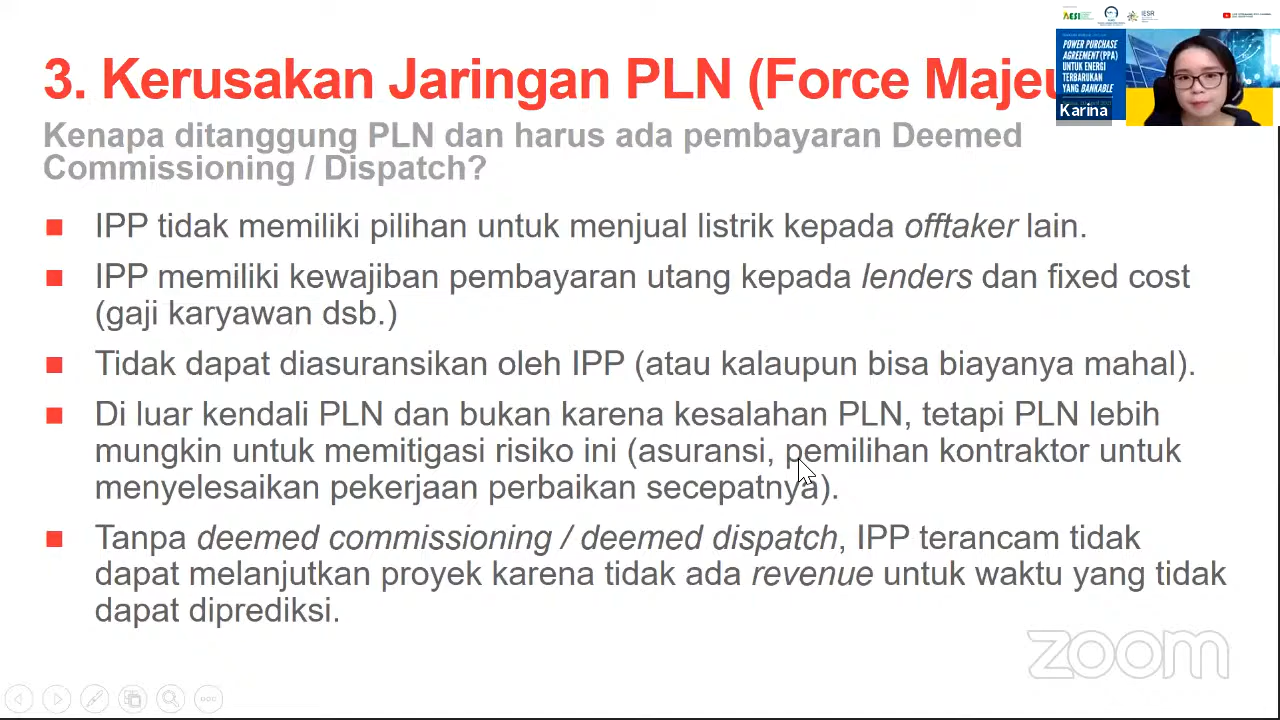 AESI
IESR
3. Kerusakan Jaringan PLN (Force Majeu
POWER PURCHASE
AGREEMENT (PPA)
UNTUK ENERGI
TERBARUKAN
YANG BANKABLE
Karina
Kenapa ditanggung PLN dan harus ada pembayaran Deemed
Commissioning / Dispatch?
IPP tidak memiliki pilihan untuk menjual listrik kepada offtaker lain.
IPP memiliki kewajiban pembayaran utang kepada lenders dan fixed cost
(gaji karyawan dsb.)
Tidak dapat diasuransikan oleh IPP (atau kalaupun bisa biayanya mahal).
Di luar kendali PLN dan bukan karena kesalahan PLN, tetapi PLN lebih
mungkin untuk memitigasi risiko ini (asuransi, pemilihan kontraktor untuk
menyelesaikan pekerjaan perbaikan secepatnya).
Tanpa deemed commissioning / deemed dispatch, IPP terancam tidak
dapat melanjutkan proyek karena tidak ada revenue untuk waktu yang tidak
dapat diprediksi.
zoom